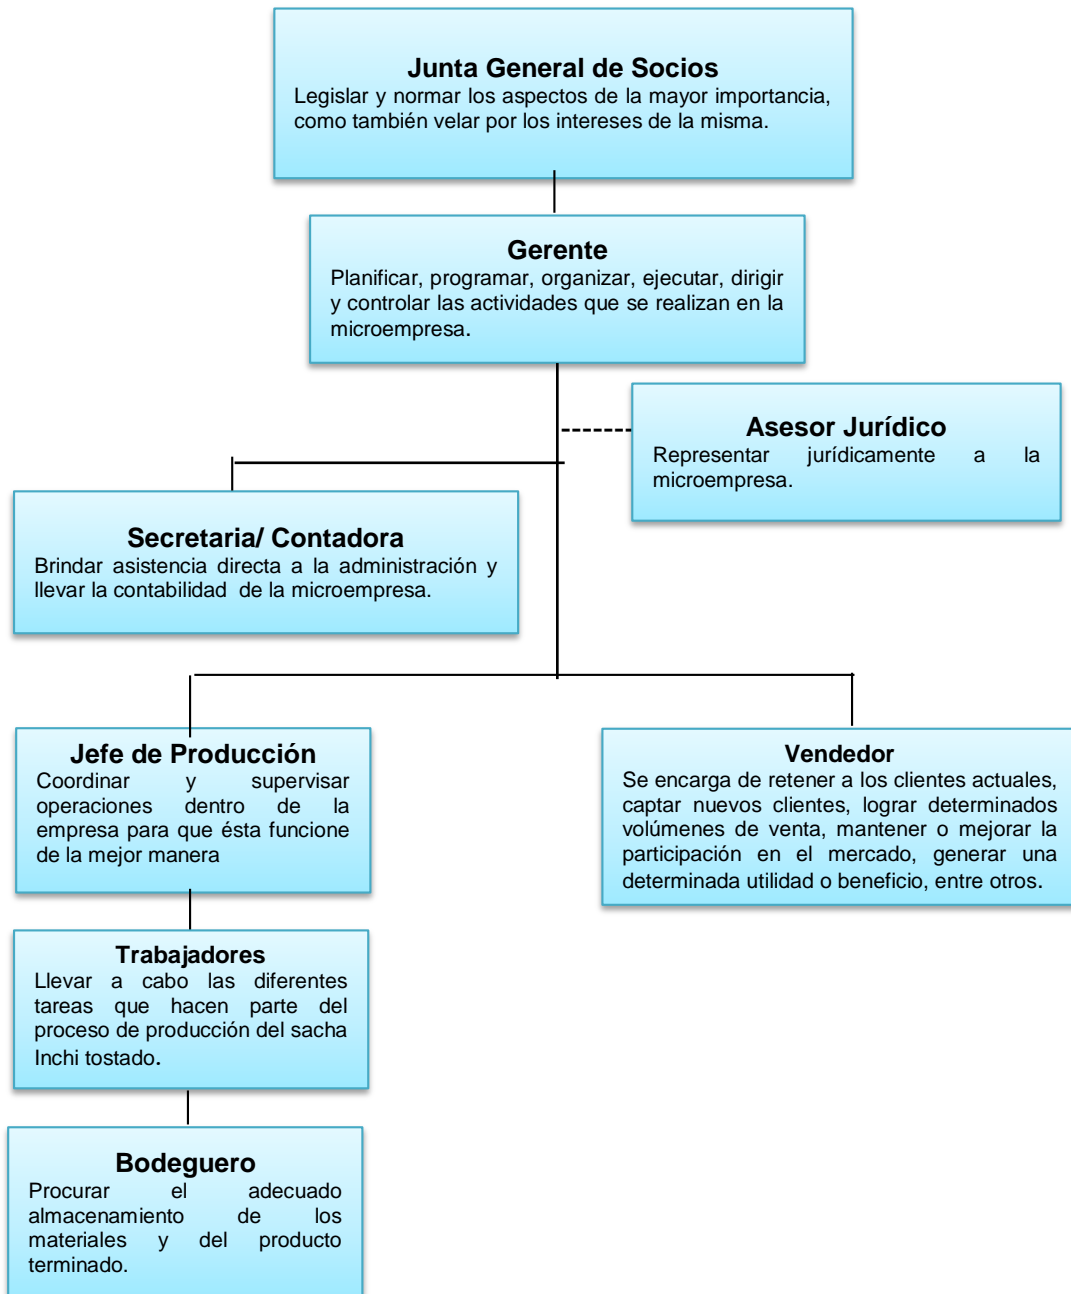 Junta General de Socios
Legislar y normar los aspectos de la mayor importancia,
como también velar por los intereses de la misma.
Gerente
Planificar, programar, organizar, ejecutar, dirigir
y controlar las actividades que se realizan en la
microempresa.
Asesor Jurídico
Representar jurídicamente a la
microempresa.
Secretaria/ Contadora
Brindar asistencia directa a la administración y
llevar la contabilidad de la microempresa.
Jefe de Producción
Coordinar y supervisar
operaciones dentro de la
empresa para que ésta funcione
de la mejor manera
Vendedor
Se encarga de retener a los clientes actuales,
captar nuevos clientes, lograr determinados
volúmenes de venta, mantener o mejorar la
participación en el mercado, generar una
determinada utilidad o beneficio, entre otros.
Trabajadores
Llevar a cabo las diferentes
tareas que hacen parte del
proceso de producción del sacha
Inchi tostado.
Bodeguero
Procurar el adecuado
almacenamiento de los
materiales y del producto
terminado.